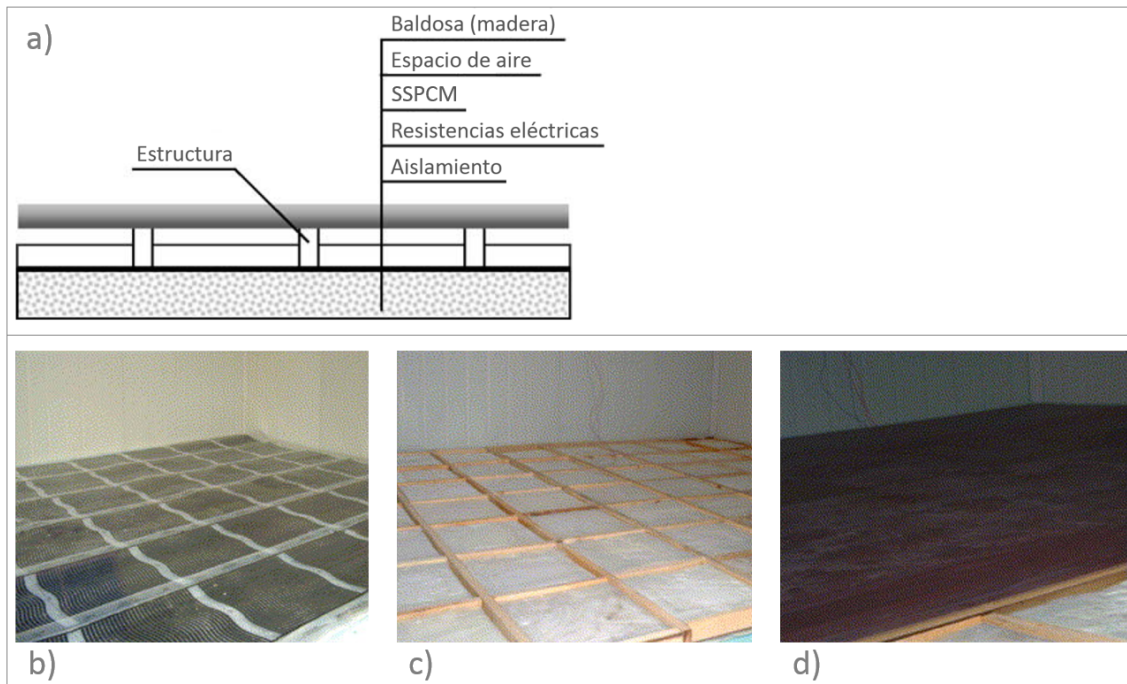 a)
Baldosa (madera)
Espacio de aire
SSPCM
Resistencias eléctricas
Aislamiento
Estructura
b)
c)
d)